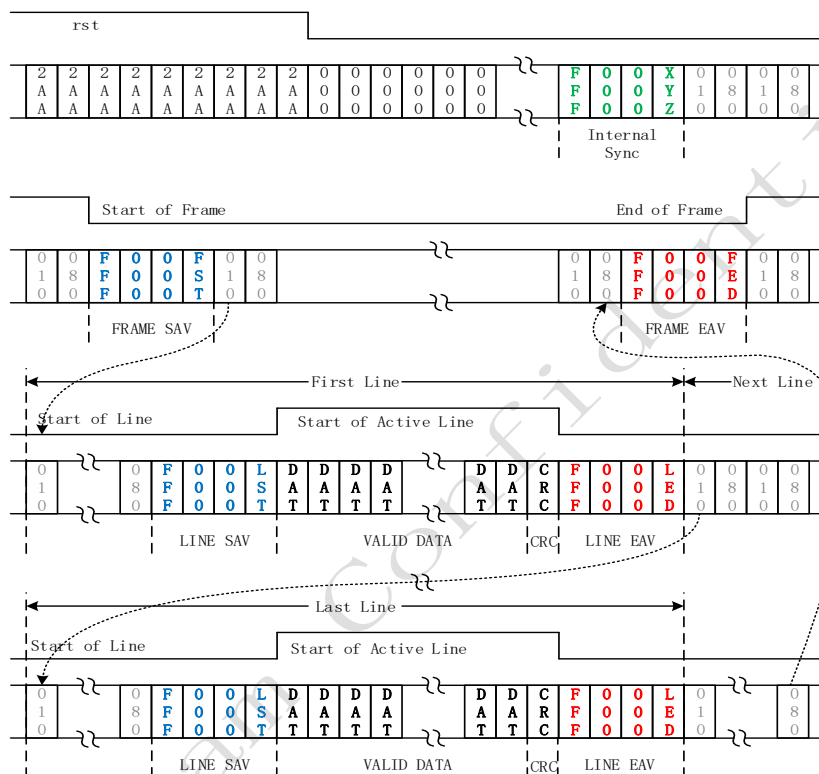 rst
2 2 2 2 2 2 2 2 2 0 0 0 0 0 0 F 0 0 X 0 0 0 0
A A A A A A A A A 0 0 0 0 0 0 F 0 0 Y 1 8 1 8
A A A A A A A A A 0 0 0 0 0 0 F 0 0 Z 0 0 0 0
Internal
Sync
Start of Frame End of Frame
0 0 F 0 0 F 0 0 0 0 F 0 0 F 0 0
1 8 F 0 0 S 1 8 1 8 F 0 0 E 1 8
0 0 F 0 0 T 0 0 0 0 F 0 0 D 0 0
FRAME SAV FRAME EAV
First Line Next Line
Start of Line Start of Active Line
0 0 F 0 0 L D D D D D D C F 0 0 L 0 0 0 0
1 8 F 0 0 S A A A A A A R F 0 0 E 1 8 1 8
0 0 F 0 0 T T T T T T T C F 0 0 D 0 0 0 0
LINE SAV VALID DATA CRC LINE EAV
Last Line
Start of Line Start of Active Line
0 0 F 0 0 L D D D D D D C F 0 0 L 0 0
1 8 F 0 0 S A A A A A A R F 0 0 E 1 8
0 0 F 0 0 T T T T T T T C F 0 0 D 0 0
LINE SAV VALID DATA CRC LINE EAV
am Confidenti